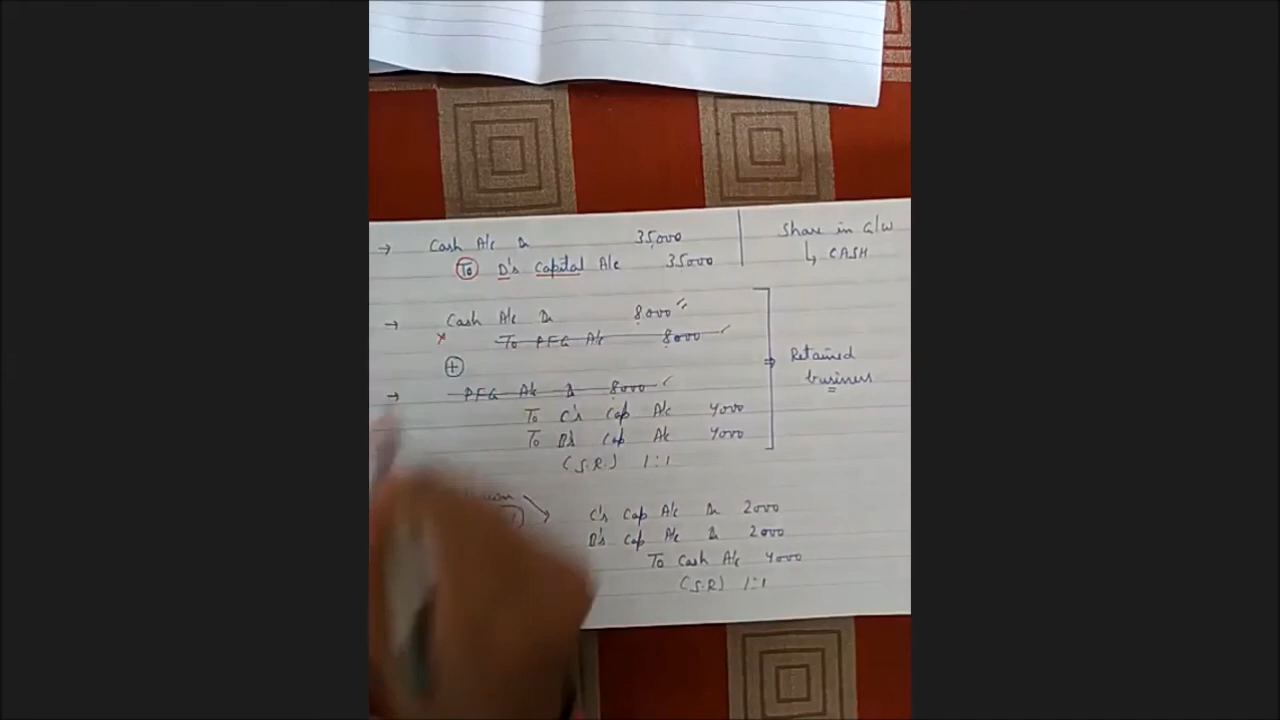 → Cash A/c Dr 35000
To D's Capital A/c 35000
Share in G/W
↳ CASH
→ Cash A/c Dr 8000
× To PFG A/c 8000
+
→ PFG A/c Dr 8000
To C's Cap A/c 4000
To B's Cap A/c 4000
(S.R.) 1:1
⇒ Retained
business
C's Cap A/c Dr 2000
B's Cap A/c Dr 2000
To Cash A/c 4000
(S.R) 1:1